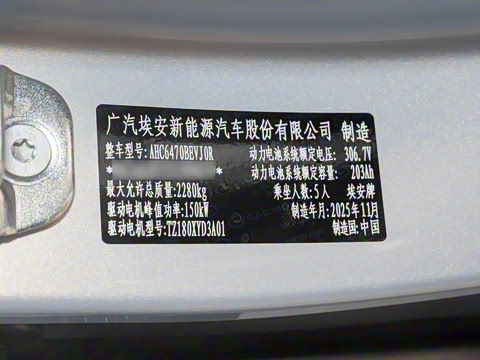 广汽埃安新能源汽车股份有限公司 制造
整车型号:AHC6470BEVJ0R 动力电池系统额定电压: 306.7V
* * 动力电池系统额定容量: 203Ah
最大允许总质量:2280kg 乘坐人数:5人 埃安牌
驱动电机峰值功率:150kW 制造年月:2025年11月
驱动电机型号:TZ180XYD3A01 制造国:中国